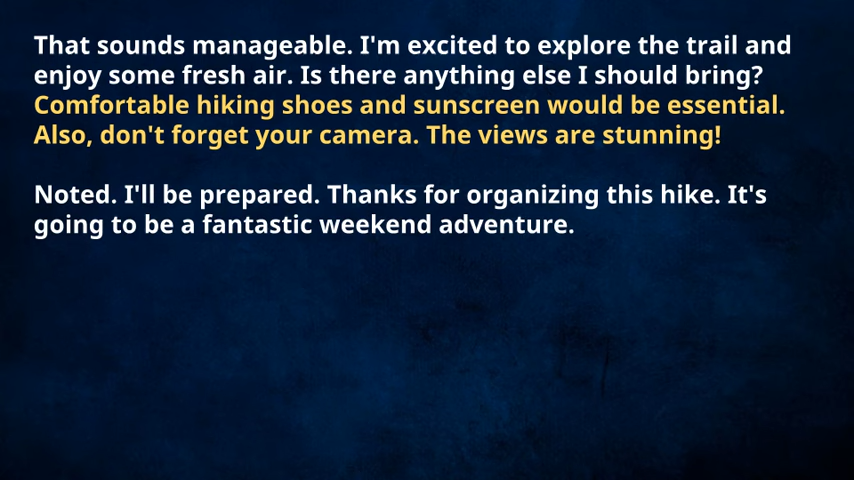 That sounds manageable. I'm excited to explore the trail and
enjoy some fresh air. Is there anything else I should bring?
Comfortable hiking shoes and sunscreen would be essential.
Also, don't forget your camera. The views are stunning!
Noted. I'll be prepared. Thanks for organizing this hike. It's
going to be a fantastic weekend adventure.